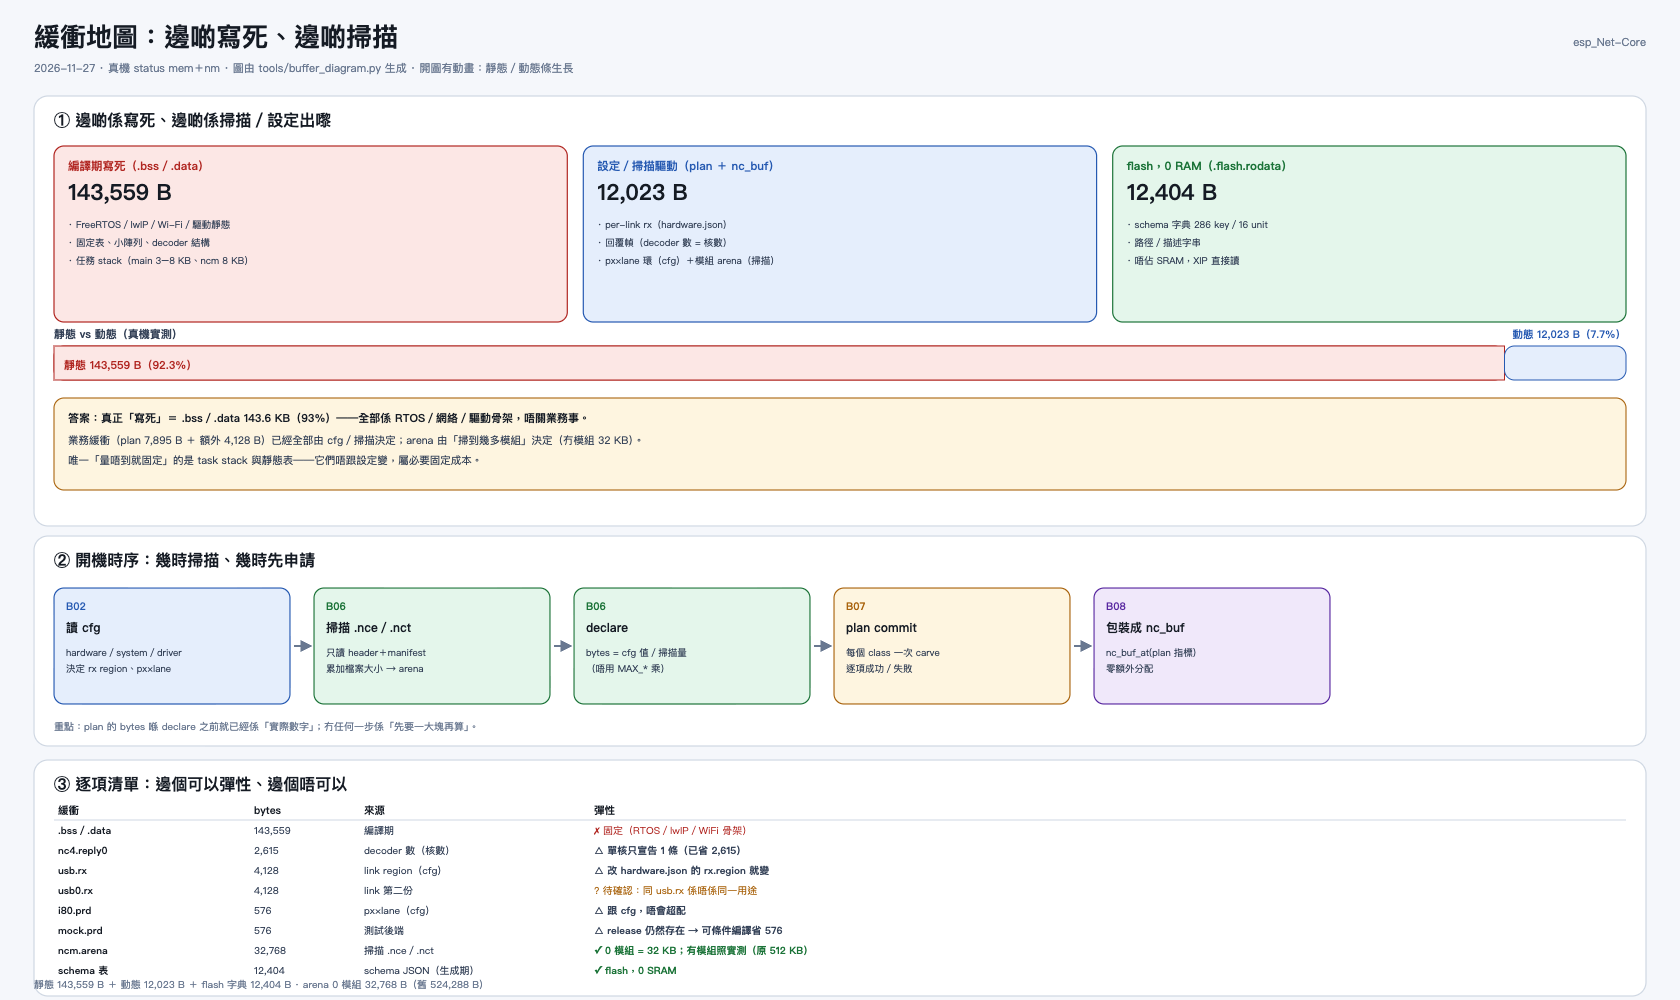 緩衝地圖：邊啲寫死、邊啲掃描
esp_Net-Core
2026-11-27 · 真機 status mem＋nm · 圖由 tools/buffer_diagram.py 生成 · 開圖有動畫：靜態 / 動態條生長
① 邊啲係寫死、邊啲係掃描 / 設定出嚟
編譯期寫死（.bss / .data）
143,559 B
· FreeRTOS / lwIP / Wi-Fi / 驅動靜態
· 固定表、小陣列、decoder 結構
· 任務 stack（main 3–8 KB、ncm 8 KB）
設定 / 掃描驅動（plan ＋ nc_buf）
12,023 B
· per-link rx（hardware.json）
· 回覆幀（decoder 數 = 核數）
· px×lane 環（cfg）＋模組 arena（掃描）
flash，0 RAM（.flash.rodata）
12,404 B
· schema 字典 286 key / 16 unit
· 路徑 / 描述字串
· 唔佔 SRAM，XIP 直接讀
靜態 vs 動態（真機實測）
動態 12,023 B（7.7%）
靜態 143,559 B（92.3%）
答案：真正「寫死」＝ .bss / .data 143.6 KB（93%）——全部係 RTOS / 網絡 / 驅動骨架，唔關業務事。
業務緩衝（plan 7,895 B ＋ 額外 4,128 B）已經全部由 cfg / 掃描決定；arena 由「掃到幾多模組」決定（冇模組 32 KB）。
唯一「量唔到就固定」的是 task stack 與靜態表——它們唔跟設定變，屬必要固定成本。
② 開機時序：幾時掃描、幾時先申請
B02
讀 cfg
hardware / system / driver
決定 rx region、px×lane
B06
掃描 .nce / .nct
只讀 header＋manifest
累加檔案大小 → arena
B06
declare
bytes = cfg 值 / 掃描量
（唔用 MAX_* 乘）
B07
plan commit
每個 class 一次 carve
逐項成功 / 失敗
B08
包裝成 nc_buf
nc_buf_at(plan 指標)
零額外分配
重點：plan 的 bytes 喺 declare 之前就已經係「實際數字」；冇任何一步係「先要一大塊再算」。
③ 逐項清單：邊個可以彈性、邊個唔可以
緩衝 bytes 來源 彈性
.bss / .data 143,559 編譯期 ✗ 固定（RTOS / lwIP / WiFi 骨架）
nc4.reply0 2,615 decoder 數（核數） △ 單核只宣告 1 條（已省 2,615）
usb.rx 4,128 link region（cfg） △ 改 hardware.json 的 rx.region 就變
usb0.rx 4,128 link 第二份 ? 待確認：同 usb.rx 係唔係同一用途
i80.prd 576 px×lane（cfg） △ 跟 cfg，唔會超配
mock.prd 576 測試後端 △ release 仍然存在 → 可條件編譯省 576
ncm.arena 32,768 掃描 .nce / .nct ✓ 0 模組 = 32 KB；有模組照實測（原 512 KB）
schema 表 12,404 schema JSON（生成期） ✓ flash，0 SRAM
靜態 143,559 B ＋ 動態 12,023 B ＋ flash 字典 12,404 B · arena 0 模組 32,768 B（舊 524,288 B）